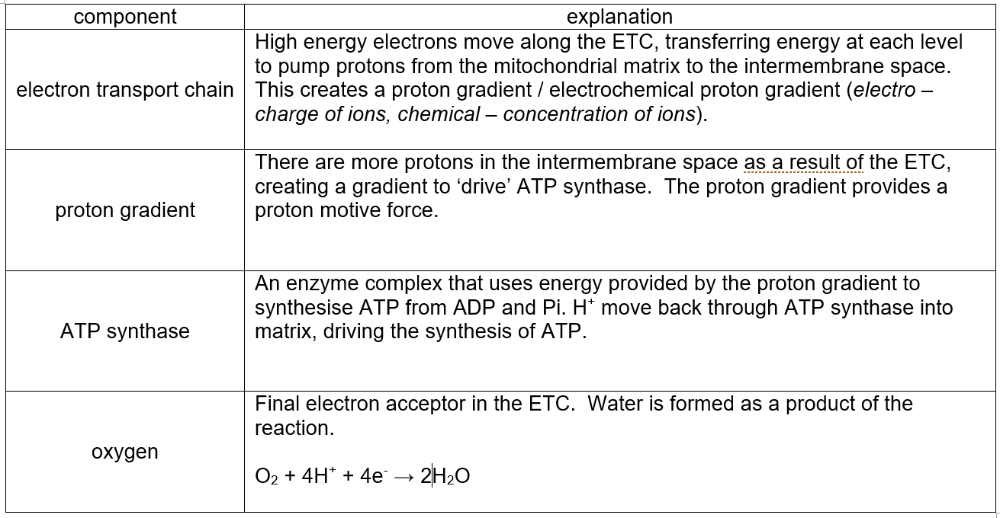 component
explanation
electron transport chain
High energy electrons move along the ETC, transferring energy at each level
to pump protons from the mitochondrial matrix to the intermembrane space.
This creates a proton gradient / electrochemical proton gradient (electro –
charge of ions, chemical – concentration of ions).
proton gradient
There are more protons in the intermembrane space as a result of the ETC,
creating a gradient to ‘drive’ ATP synthase.  The proton gradient provides a
proton motive force.
ATP synthase
An enzyme complex that uses energy provided by the proton gradient to
synthesise ATP from ADP and Pi. H⁺ move back through ATP synthase into
matrix, driving the synthesis of ATP.
oxygen
Final electron acceptor in the ETC.  Water is formed as a product of the
reaction.
O₂ + 4H⁺ + 4e⁻ → 2H₂O